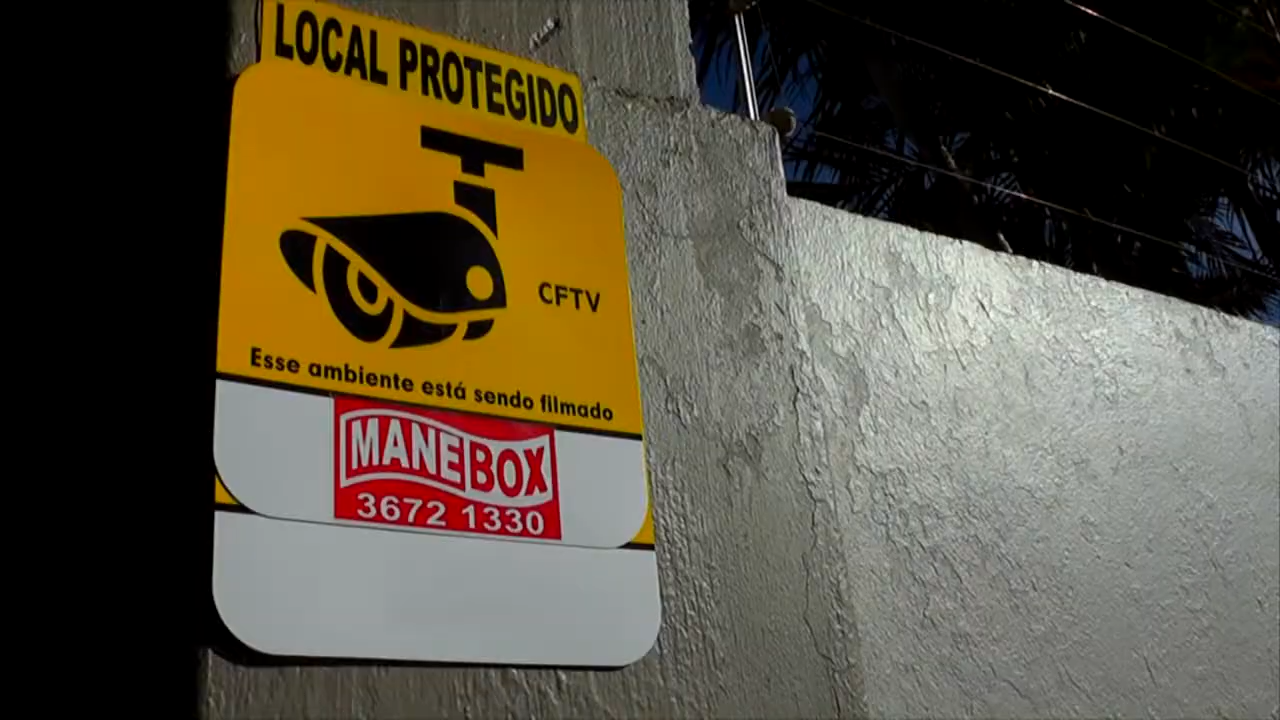 LOCAL PROTEGIDO
CFTV
Esse ambiente está sendo filmado
MANEBOX
3672 1330